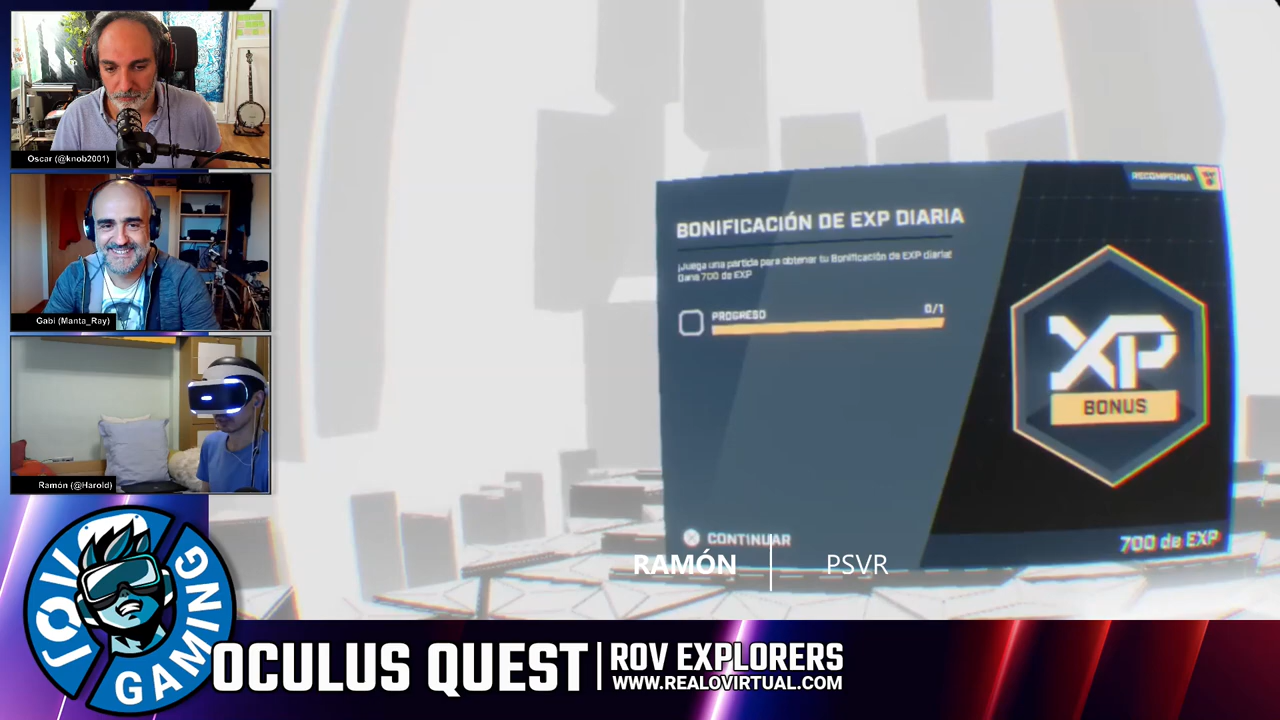 Oscar (@knob2001)
Gabi (Manta_Ray)
Ramón (@Harold)
RECOMPENSA
BONIFICACIÓN DE EXP DIARIA
¡Juega una partida para obtener tu Bonificación de EXP diaria!
Gana 700 de EXP
PROGRESO 0/1
XP
BONUS
CONTINUAR
700 de EXP
RAMÓN | PSVR
ROV
GAMING
OCULUS QUEST | ROV EXPLORERS
WWW.REALOVIRTUAL.COM